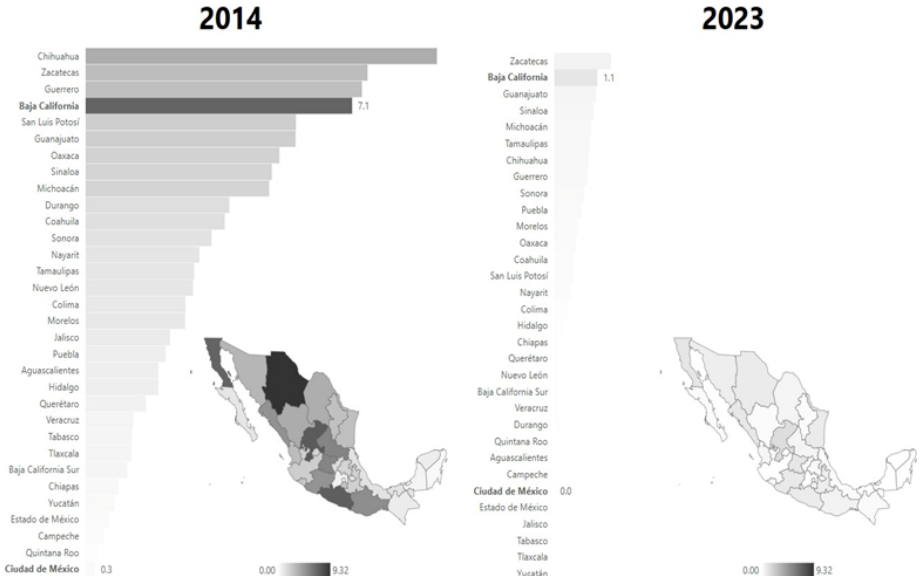 2014
Chihuahua
Zacatecas
Guerrero
Baja California 7.1
San Luis Potosí
Guanajuato
Oaxaca
Sinaloa
Michoacán
Durango
Coahuila
Sonora
Nayarit
Tamaulipas
Nuevo León
Colima
Morelos
Jalisco
Puebla
Aguascalientes
Hidalgo
Querétaro
Veracruz
Tabasco
Tlaxcala
Baja California Sur
Chiapas
Yucatán
Estado de México
Campeche
Quintana Roo
Ciudad de México 0.3
0.00 9.32
2023
Zacatecas
Baja California 1.1
Guanajuato
Sinaloa
Michoacán
Tamaulipas
Chihuahua
Guerrero
Sonora
Puebla
Morelos
Oaxaca
Coahuila
San Luis Potosí
Nayarit
Colima
Hidalgo
Chiapas
Querétaro
Nuevo León
Baja California Sur
Veracruz
Durango
Quintana Roo
Aguascalientes
Campeche
Ciudad de México 0.0
Estado de México
Jalisco
Tabasco
Tlaxcala
Yucatán
0.00 9.32